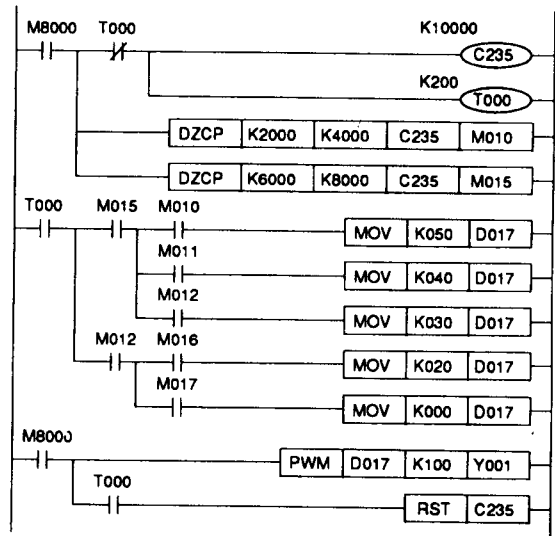 M8000 T000 K10000
C235
K200
T000
DZCP K2000 K4000 C235 M010
DZCP K6000 K8000 C235 M015
T000 M015 M010
MOV K050 D017
M011
MOV K040 D017
M012
MOV K030 D017
M012 M016
MOV K020 D017
M017
MOV K000 D017
M8000
PWM D017 K100 Y001
T000
RST C235